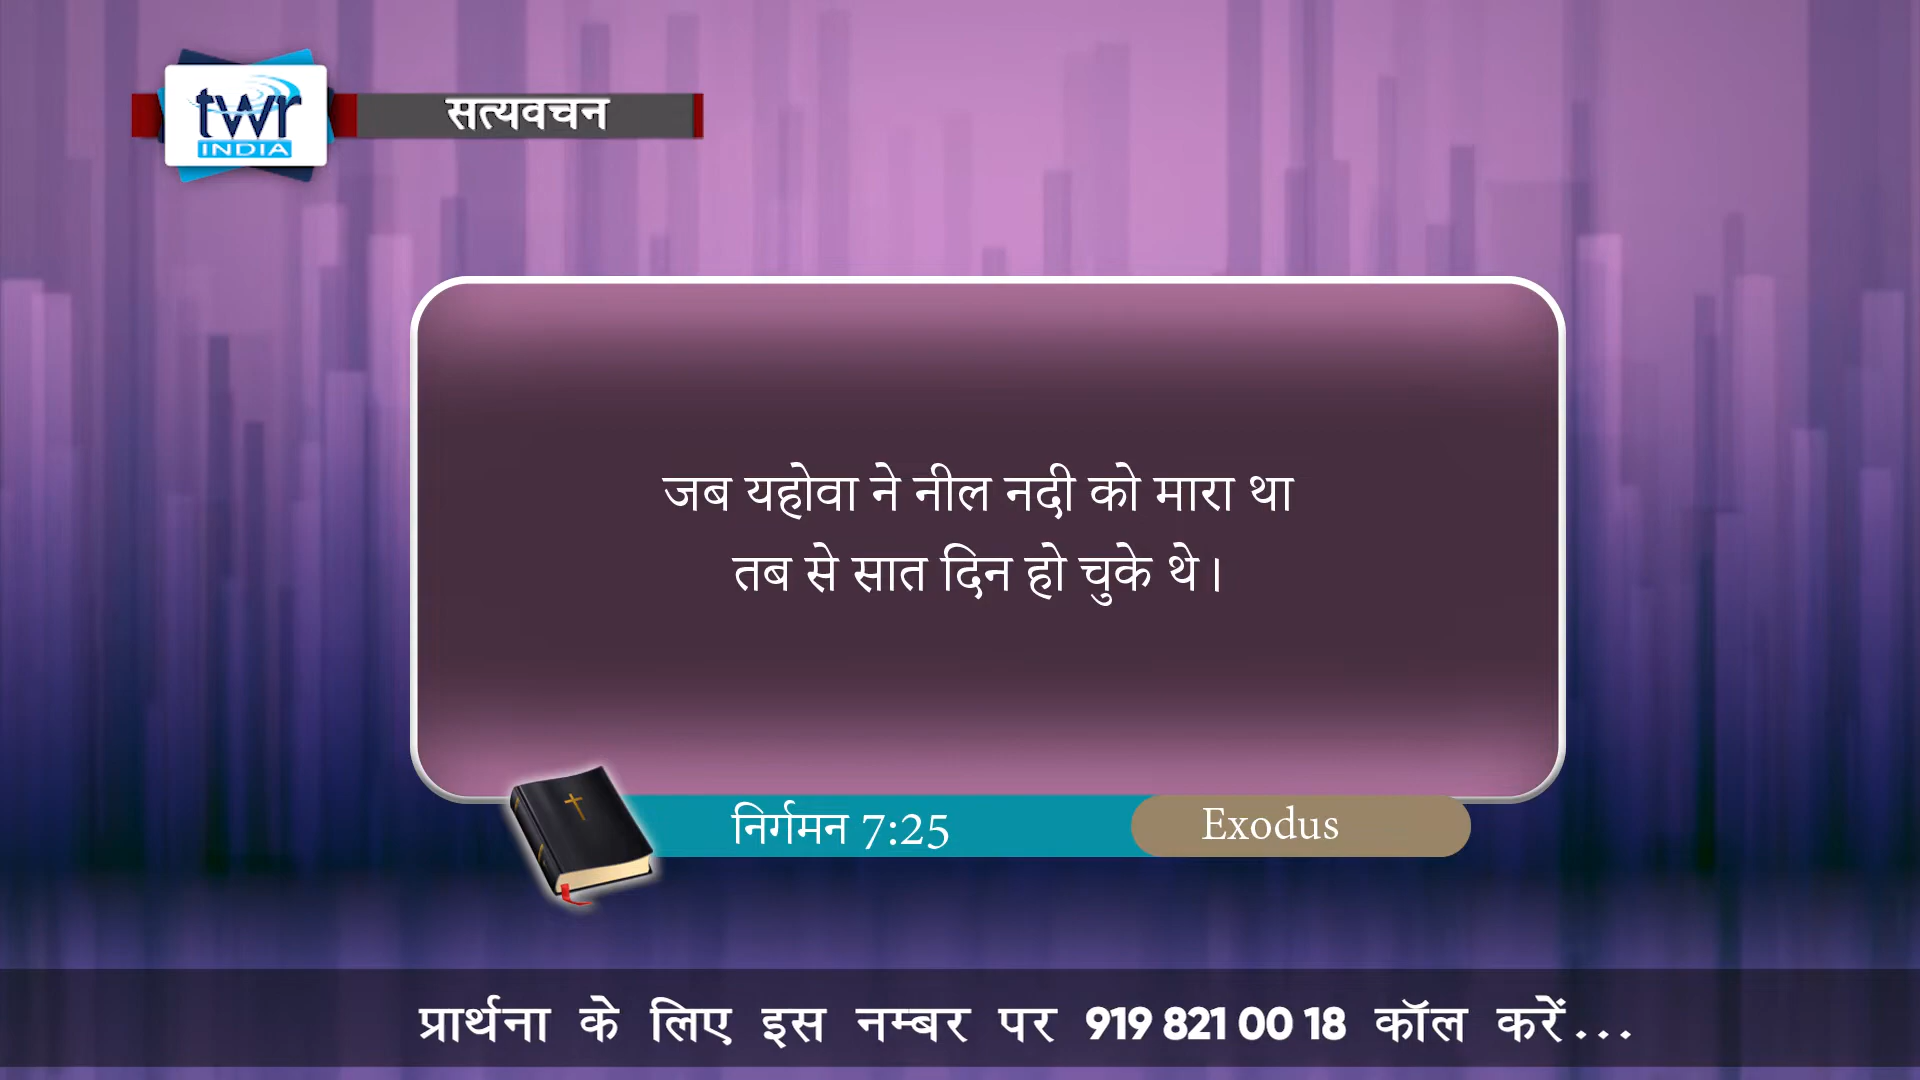 twr
INDIA
सत्यवचन
जब यहोवा ने नील नदी को मारा था
तब से सात दिन हो चुके थे।
निर्गमन 7:25
Exodus
प्रार्थना के लिए इस नम्बर पर 919 821 00 18 कॉल करें...